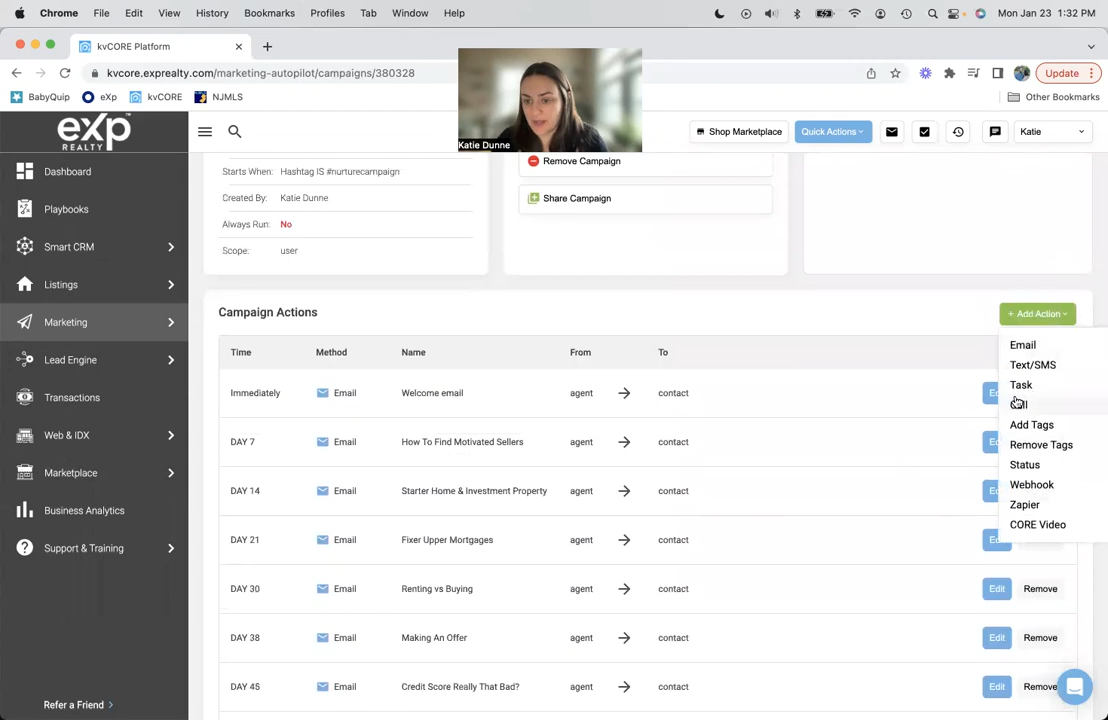 Chrome File Edit View History Bookmarks Profiles Tab Window Help Mon Jan 23 1:32 PM
kvCORE Platform
kvcore.exprealty.com/marketing-autopilot/campaigns/380328 Update
BabyQuip eXp kvCORE NJMLS Other Bookmarks
Katie Dunne
exp REALTY
Shop Marketplace Quick Actions Katie
Dashboard
Playbooks
Smart CRM
Listings
Marketing
Lead Engine
Transactions
Web & IDX
Marketplace
Business Analytics
Support & Training
Refer a Friend
Starts When: Hashtag IS #nurturecampaign
Created By: Katie Dunne
Always Run: No
Scope: user
Remove Campaign
Share Campaign
Campaign Actions
+ Add Action
Email
Text/SMS
Task
Add Tags
Remove Tags
Status
Webhook
Zapier
CORE Video
Time Method Name From To
Immediately Email Welcome email agent contact
DAY 7 Email How To Find Motivated Sellers agent contact
DAY 14 Email Starter Home & Investment Property agent contact
DAY 21 Email Fixer Upper Mortgages agent contact
DAY 30 Email Renting vs Buying agent contact Edit Remove
DAY 38 Email Making An Offer agent contact Edit Remove
DAY 45 Email Credit Score Really That Bad? agent contact Edit Remove